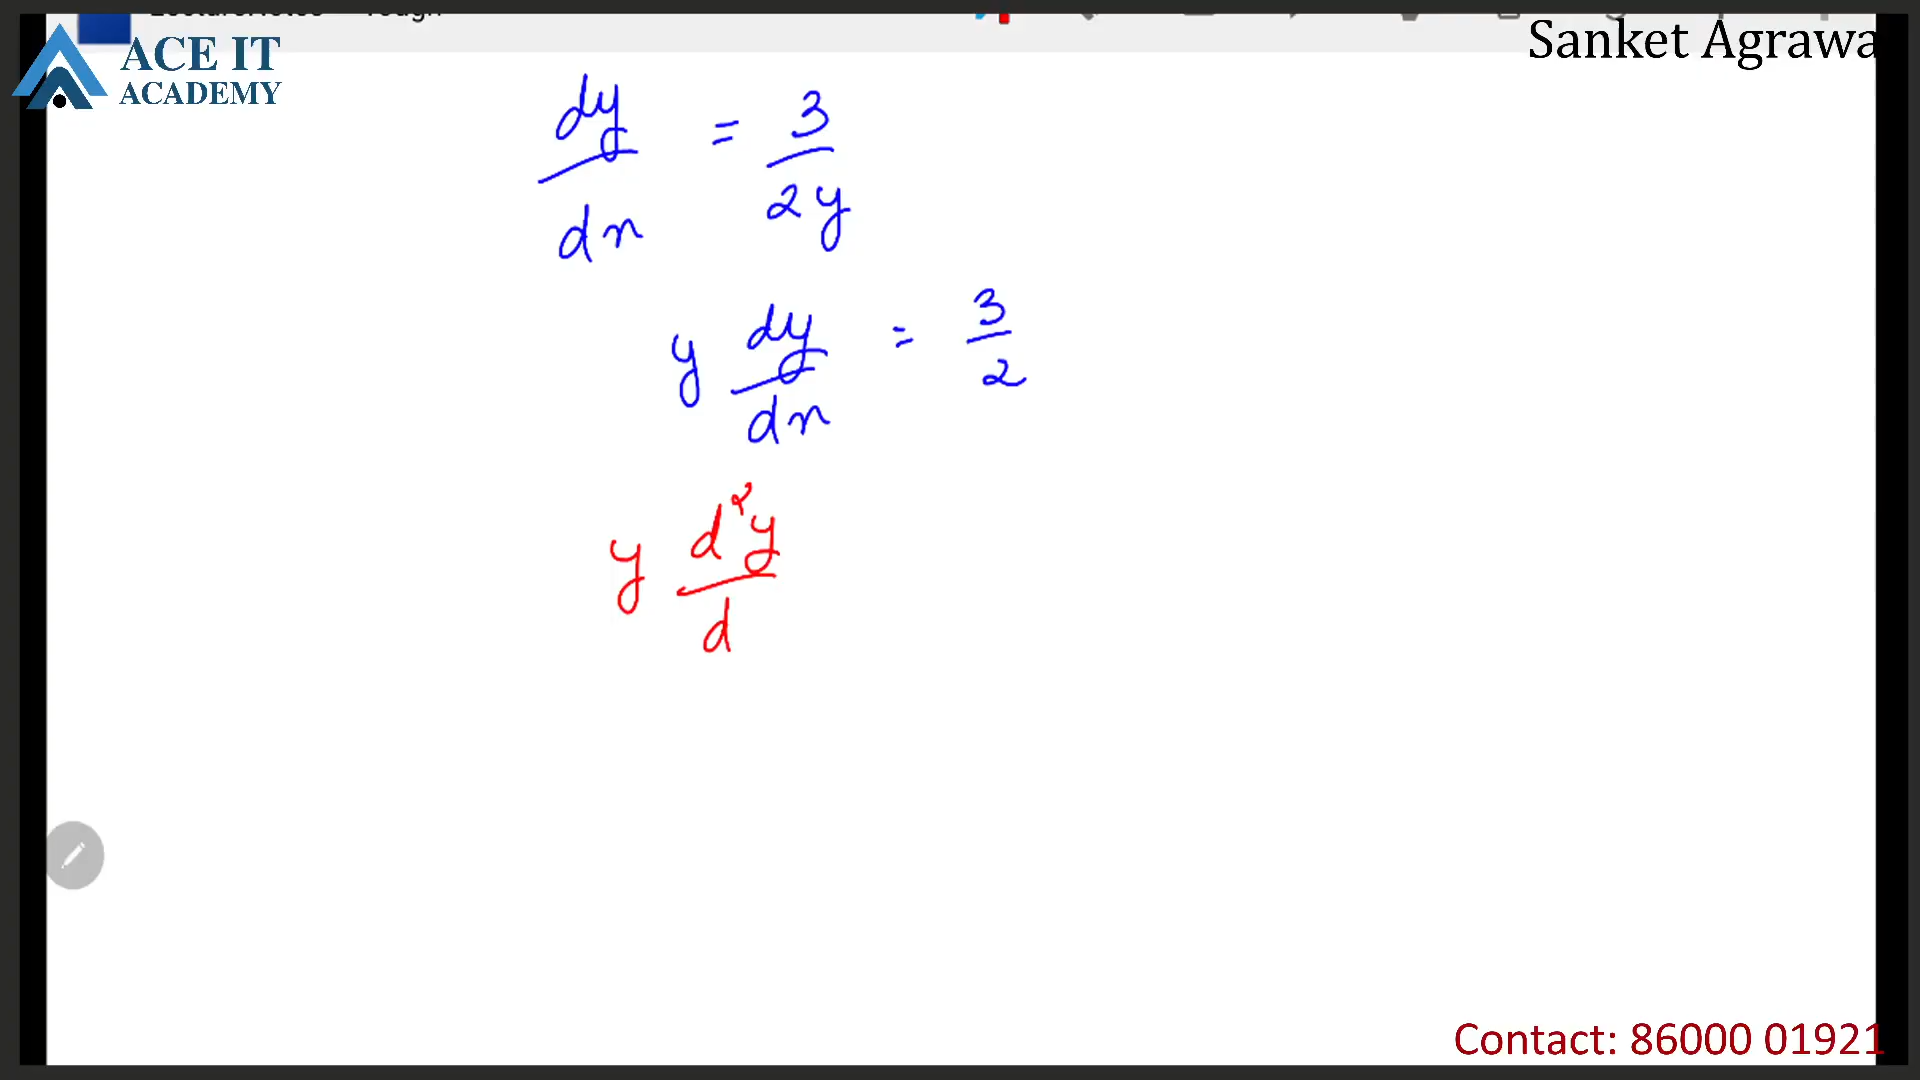 ACE IT
ACADEMY
Sanket Agrawa
dy/dx = 3/2y
y dy/dx = 3/2
y d²y/d
Contact: 86000 01921